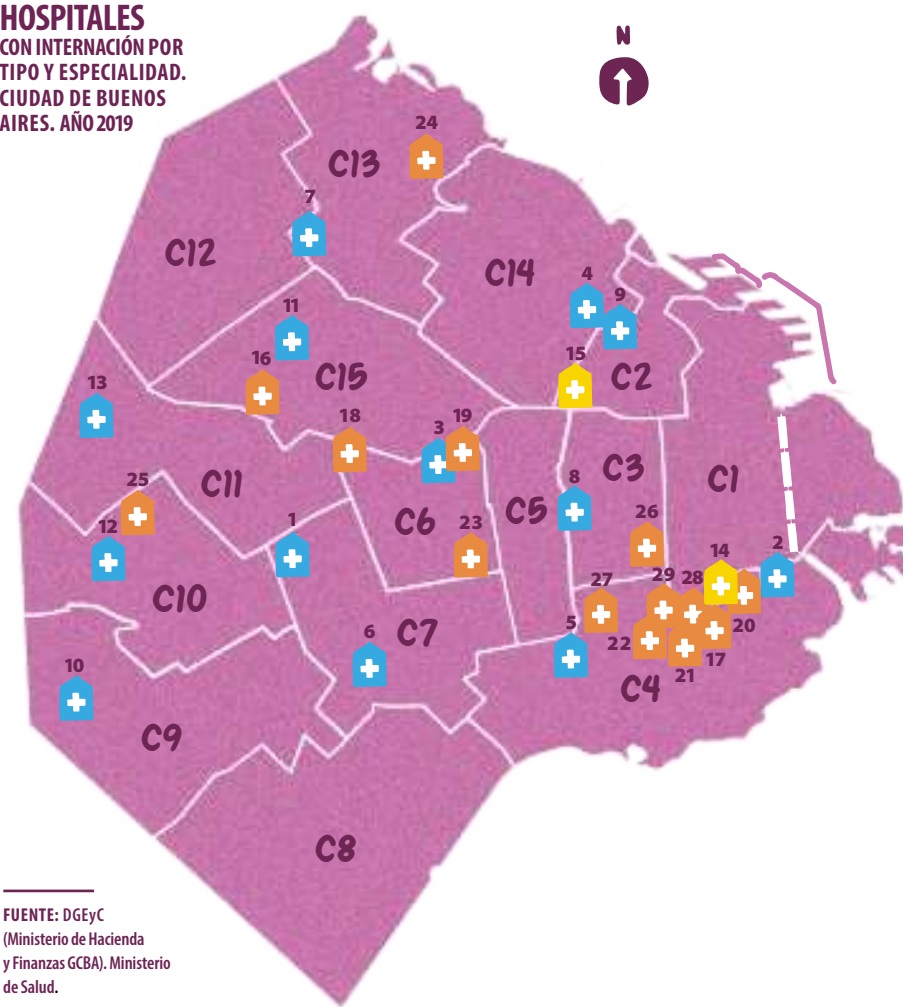 HOSPITALES
CON INTERNACIÓN POR
TIPO Y ESPECIALIDAD.
CIUDAD DE BUENOS
AIRES. AÑO 2019
N
24
C13
7
C12
C14
4
9
11
16
C15
15
C2
13
18
3
19
C3
C1
C11
8
25
C6
C5
26
12
1
23
14
2
C10
27
29
28
20
6
C7
5
22
17
21
10
C4
C9
C8
FUENTE: DGEyC
(Ministerio de Hacienda
y Finanzas GCBA). Ministerio
de Salud.